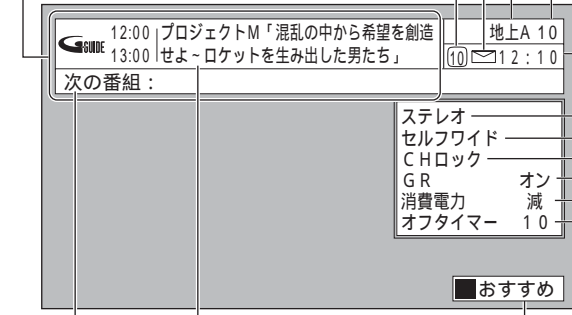 GGUIDE
12:00 プロジェクトM「混乱の中から希望を創造
13:00 せよ～ロケットを生み出した男たち」
地上A 10
10 12:10
次の番組：
ステレオ
セルフワイド
CHロック
GR オン
消費電力 減
オフタイマー 10
おすすめ